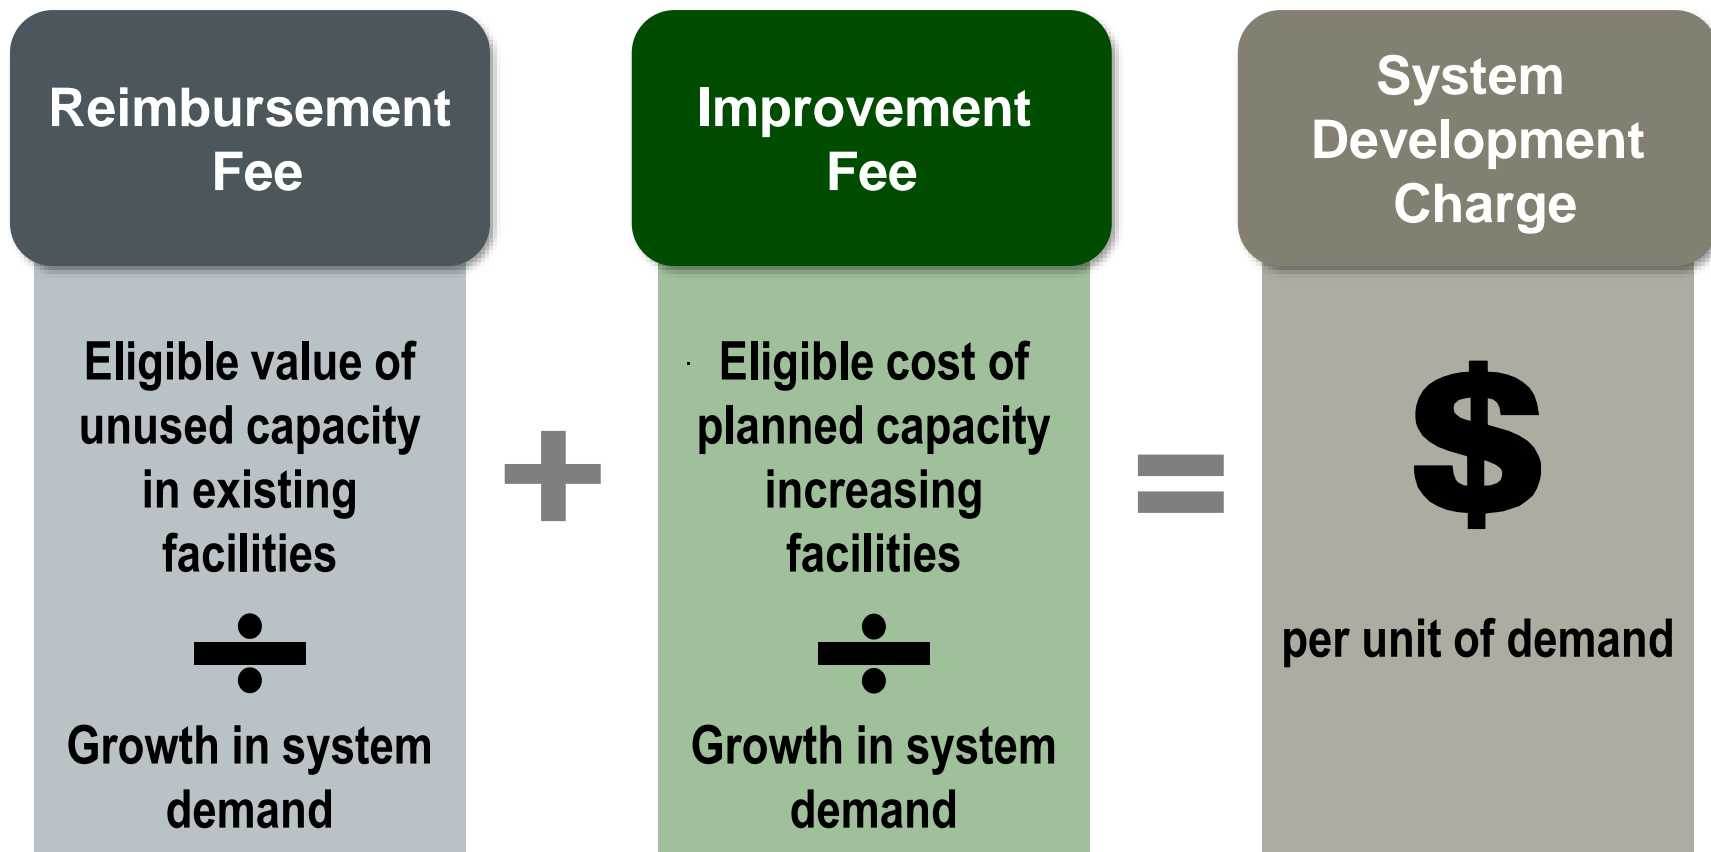 Reimbursement
Fee
Eligible value of
unused capacity
in existing
facilities
÷
Growth in system
demand
+
Improvement
Fee
Eligible cost of
planned capacity
increasing
facilities
÷
Growth in system
demand
=
System
Development
Charge
$
per unit of demand